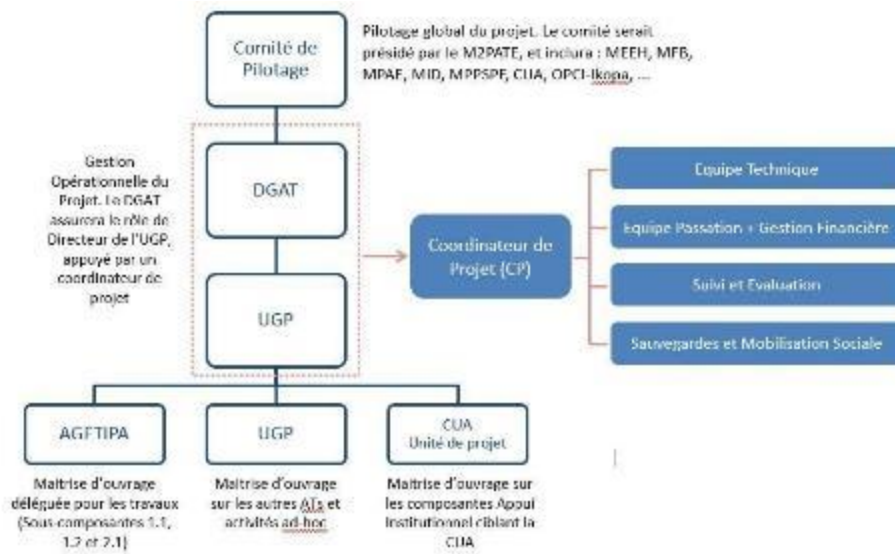 Comité de
Pilotage
Pilotage global du projet. Le comité serait
présidé par le M2PATE, et inclura : MEEH, MFB,
MPAE, MID, MPPSPF, CUA, OPCI-Ikopa, ...
Gestion
Opérationnelle du
Projet. Le DGAT
assurera le rôle de
Directeur de l'UGP,
appuyé par un
coordinateur de
projet
DGAT
UGP
Coordinateur de
Projet (CP)
Equipe Technique
Equipe Passation + Gestion Financière
Suivi et Evaluation
Sauvegardes et Mobilisation Sociale
AGETIPA
UGP
CUA
Unité de projet
Maitrise d'ouvrage
déléguée pour les travaux
(Sous-composantes 1.1,
1.2 et 2.1)
Maitrise d'ouvrage
sur les autres ATs et
activités ad-hoc
Maitrise d'ouvrage sur
les composantes Appui
Institutionnel ciblant la
CUA